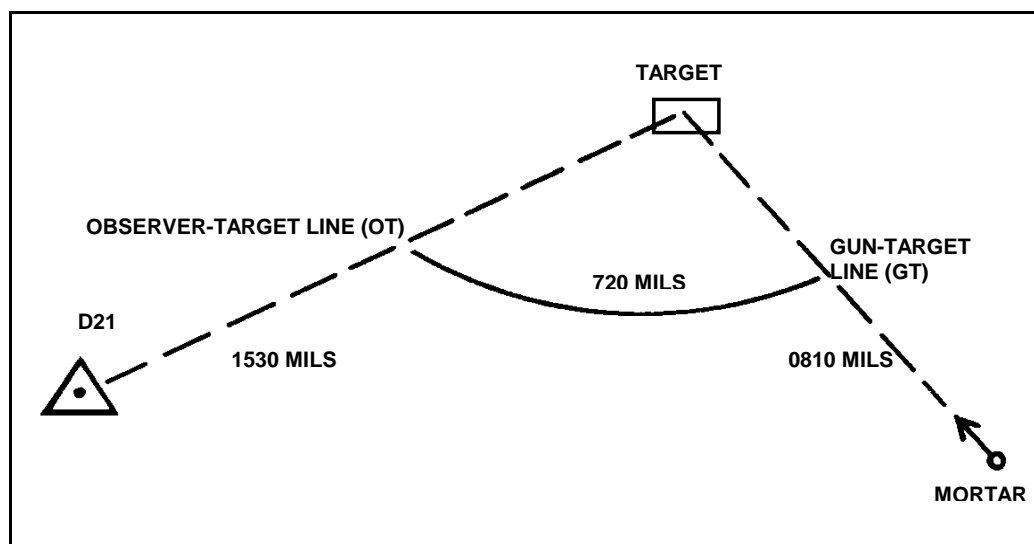 TARGET
OBSERVER-TARGET LINE (OT)
GUN-TARGET
LINE (GT)
720 MILS
D21
1530 MILS
0810 MILS
MORTAR